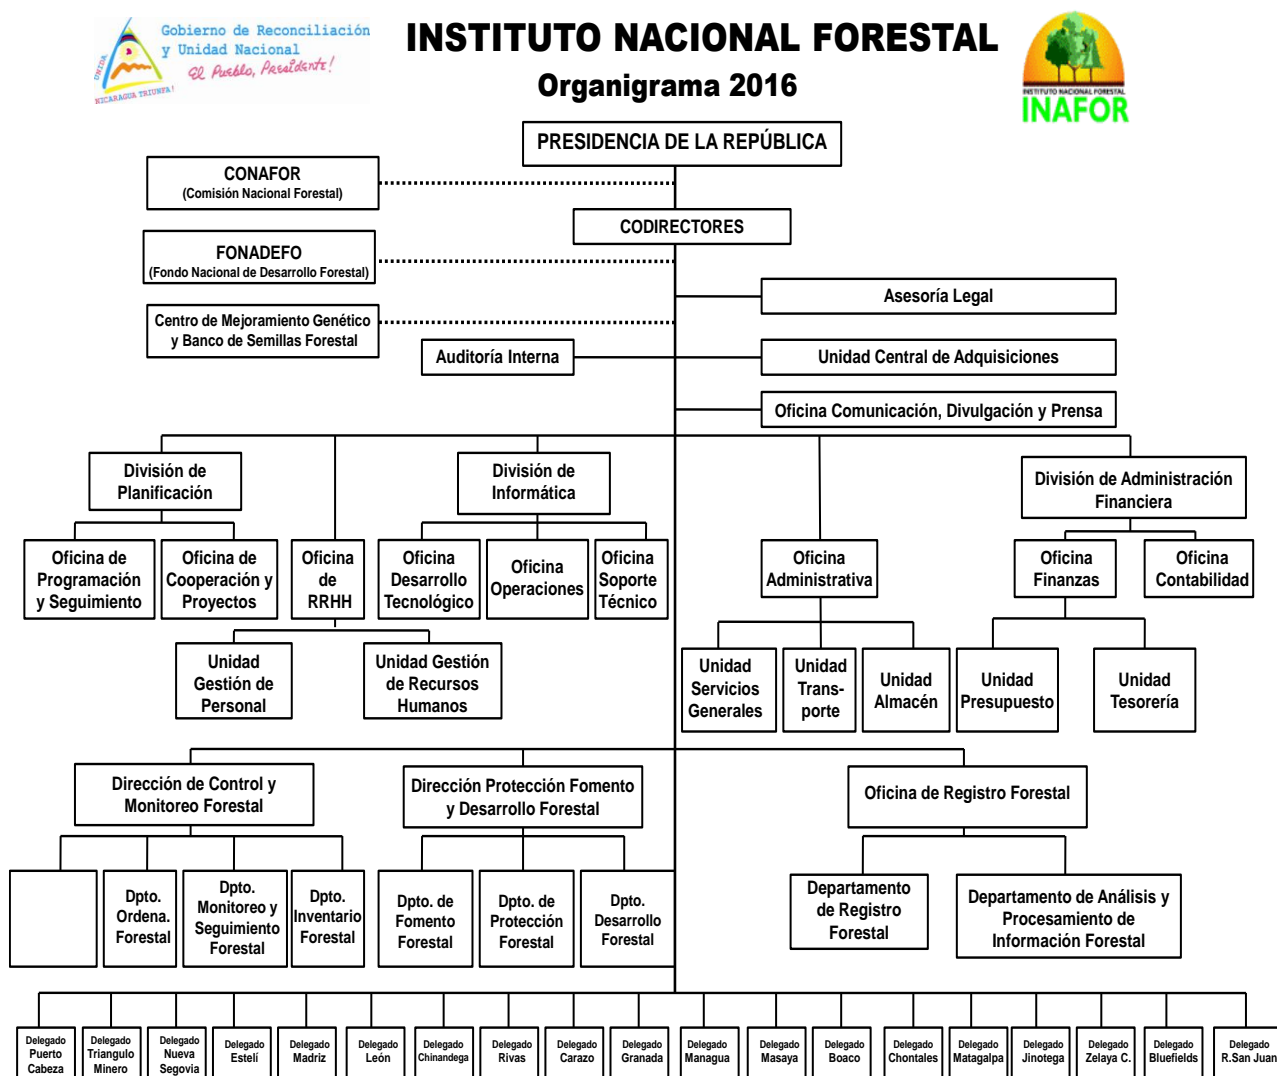 Gobierno de Reconciliación
y Unidad Nacional
El Pueblo, Presidente!
UNIDA
NICARAGUA TRIUNFA!
INSTITUTO NACIONAL FORESTAL
Organigrama 2016
INSTITUTO NACIONAL FORESTAL
INAFOR
PRESIDENCIA DE LA REPÚBLICA
CONAFOR
(Comisión Nacional Forestal)
CODIRECTORES
FONADEFO
(Fondo Nacional de Desarrollo Forestal)
Asesoría Legal
Centro de Mejoramiento Genético
y Banco de Semillas Forestal
Auditoría Interna
Unidad Central de Adquisiciones
Oficina Comunicación, Divulgación y Prensa
División de
Planificación
División de
Informática
División de Administración
Financiera
Oficina de
Programación
y Seguimiento
Oficina de
Cooperación y
Proyectos
Oficina
de
RRHH
Oficina
Desarrollo
Tecnológico
Oficina
Operaciones
Oficina
Soporte
Técnico
Oficina
Administrativa
Oficina
Finanzas
Oficina
Contabilidad
Unidad
Gestión de
Personal
Unidad Gestión
de Recursos
Humanos
Unidad
Servicios
Generales
Unidad
Trans-
porte
Unidad
Almacén
Unidad
Presupuesto
Unidad
Tesorería
Dirección de Control y
Monitoreo Forestal
Dirección Protección Fomento
y Desarrollo Forestal
Oficina de Registro Forestal
Dpto.
Ordena.
Forestal
Dpto.
Monitoreo y
Seguimiento
Forestal
Dpto.
Inventario
Forestal
Dpto. de
Fomento
Forestal
Dpto. de
Protección
Forestal
Dpto.
Desarrollo
Forestal
Departamento
de Registro
Forestal
Departamento de Análisis y
Procesamiento de
Información Forestal
Delegado
Puerto
Cabeza
Delegado
Triangulo
Minero
Delegado
Nueva
Segovia
Delegado
Estelí
Delegado
Madriz
Delegado
León
Delegado
Chinandega
Delegado
Rivas
Delegado
Carazo
Delegado
Granada
Delegado
Managua
Delegado
Masaya
Delegado
Boaco
Delegado
Chontales
Delegado
Matagalpa
Delegado
Jinotega
Delegado
Zelaya C.
Delegado
Bluefields
Delegado
R.San Juan